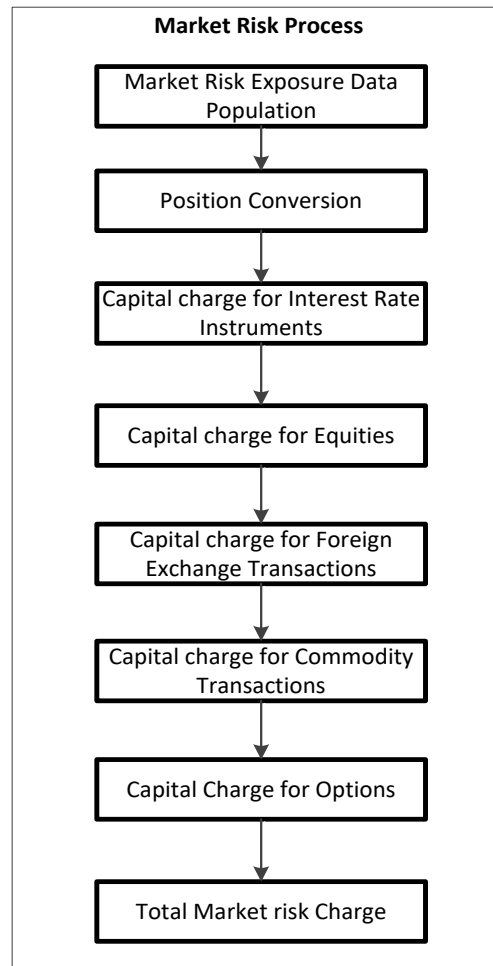 Market Risk Process
Market Risk Exposure Data
Population
Position Conversion
Capital charge for Interest Rate
Instruments
Capital charge for Equities
Capital charge for Foreign
Exchange Transactions
Capital charge for Commodity
Transactions
Capital Charge for Options
Total Market risk Charge